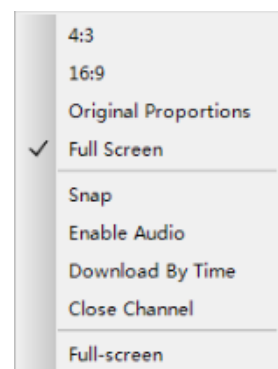 4:3
16:9
Original Proportions
Full Screen
Snap
Enable Audio
Download By Time
Close Channel
Full-screen